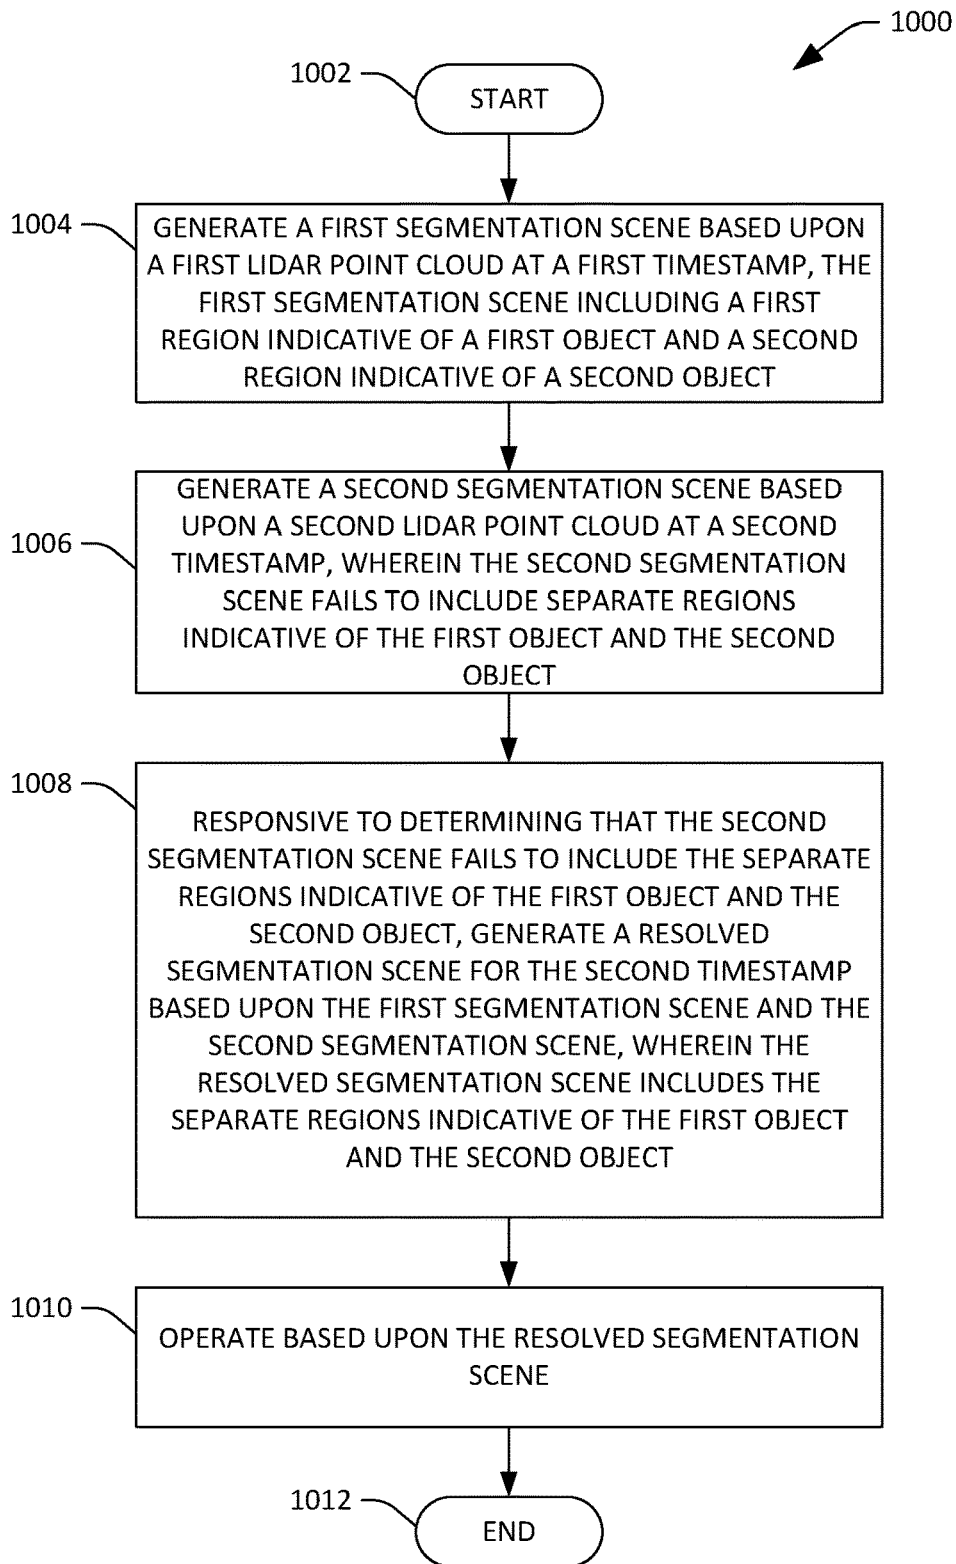 1000
1002
START
1004
GENERATE A FIRST SEGMENTATION SCENE BASED UPON
A FIRST LIDAR POINT CLOUD AT A FIRST TIMESTAMP, THE
FIRST SEGMENTATION SCENE INCLUDING A FIRST
REGION INDICATIVE OF A FIRST OBJECT AND A SECOND
REGION INDICATIVE OF A SECOND OBJECT
1006
GENERATE A SECOND SEGMENTATION SCENE BASED
UPON A SECOND LIDAR POINT CLOUD AT A SECOND
TIMESTAMP, WHEREIN THE SECOND SEGMENTATION
SCENE FAILS TO INCLUDE SEPARATE REGIONS
INDICATIVE OF THE FIRST OBJECT AND THE SECOND
OBJECT
1008
RESPONSIVE TO DETERMINING THAT THE SECOND
SEGMENTATION SCENE FAILS TO INCLUDE THE SEPARATE
REGIONS INDICATIVE OF THE FIRST OBJECT AND THE
SECOND OBJECT, GENERATE A RESOLVED
SEGMENTATION SCENE FOR THE SECOND TIMESTAMP
BASED UPON THE FIRST SEGMENTATION SCENE AND THE
SECOND SEGMENTATION SCENE, WHEREIN THE
RESOLVED SEGMENTATION SCENE INCLUDES THE
SEPARATE REGIONS INDICATIVE OF THE FIRST OBJECT
AND THE SECOND OBJECT
1010
OPERATE BASED UPON THE RESOLVED SEGMENTATION
SCENE
1012
END